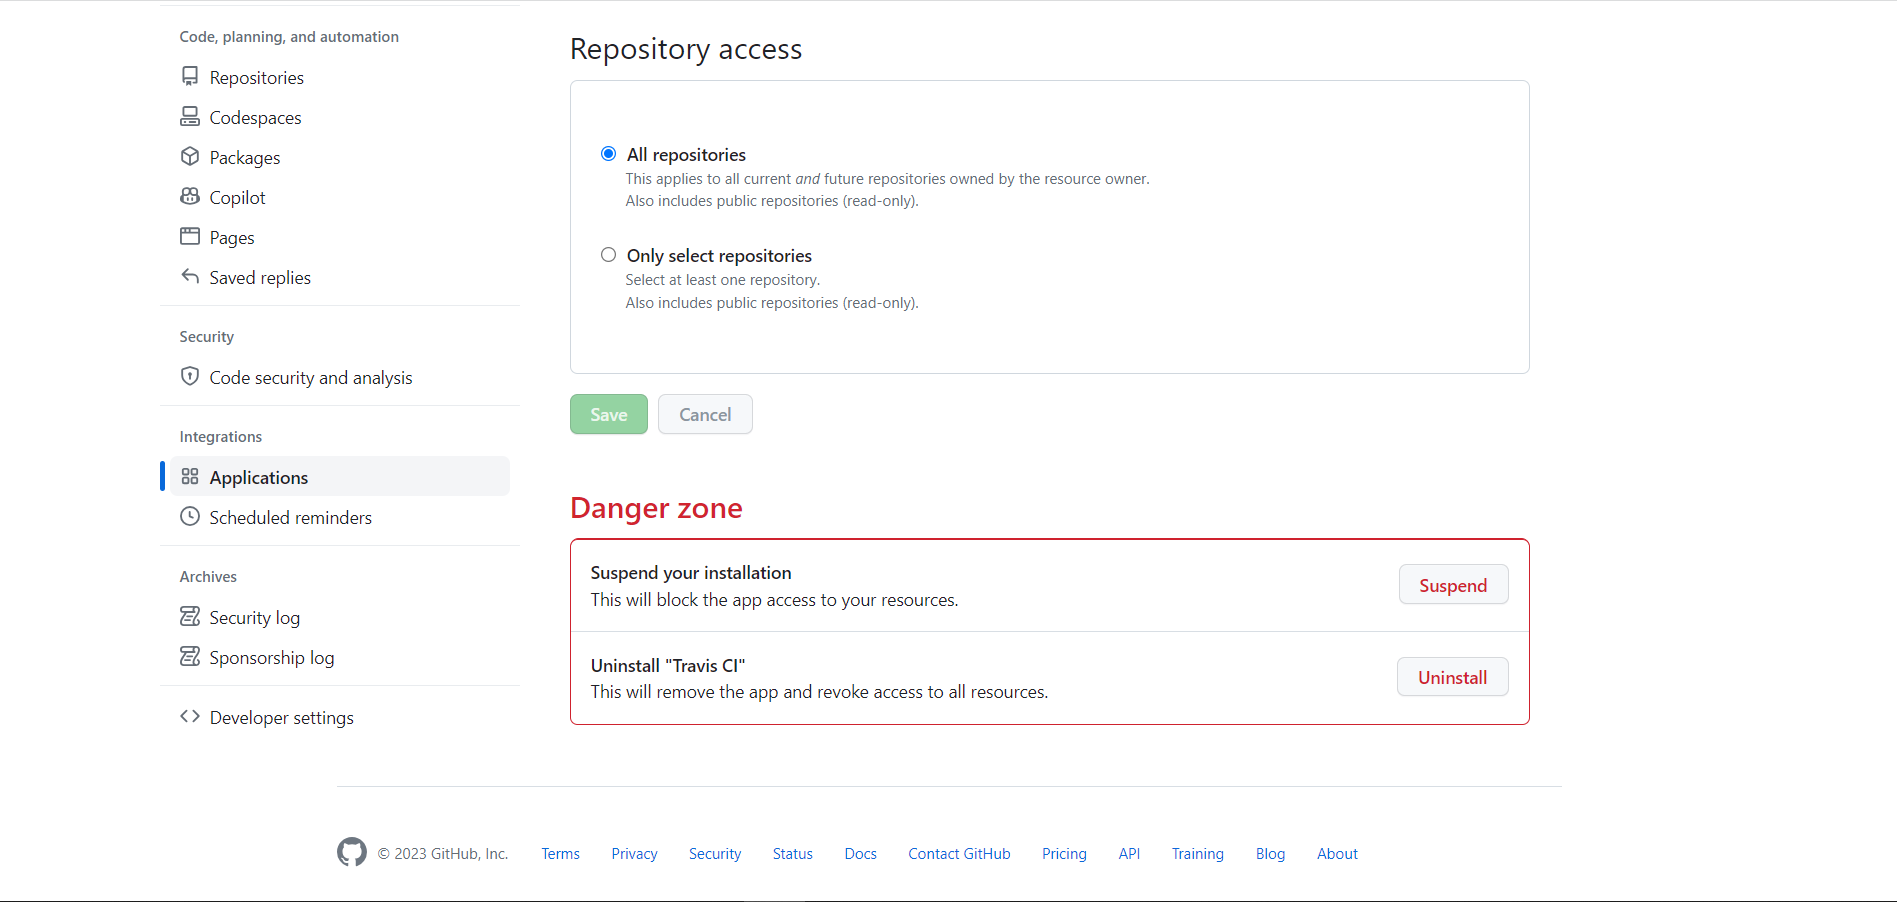 Code, planning, and automation
Repositories
Codespaces
Packages
Copilot
Pages
Saved replies
Security
Code security and analysis
Integrations
Applications
Scheduled reminders
Archives
Security log
Sponsorship log
Developer settings
Repository access
All repositories
This applies to all current and future repositories owned by the resource owner.
Also includes public repositories (read-only).
Only select repositories
Select at least one repository.
Also includes public repositories (read-only).
Save Cancel
Danger zone
Suspend your installation
This will block the app access to your resources.
Suspend
Uninstall "Travis CI"
This will remove the app and revoke access to all resources.
Uninstall
© 2023 GitHub, Inc. Terms Privacy Security Status Docs Contact GitHub Pricing API Training Blog About